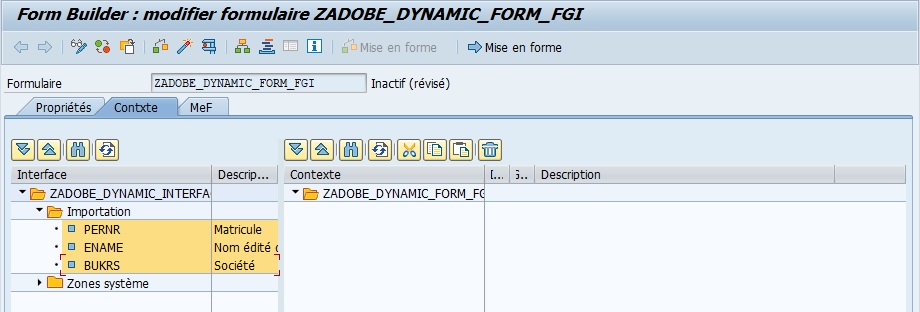 Form Builder : modifier formulaire ZADOBE_DYNAMIC_FORM_FGI
Mise en forme Mise en forme
Formulaire ZADOBE_DYNAMIC_FORM_FGI Inactif (révisé)
Propriétés Contxte MeF
Interface Descrip... Contexte I... S.. Description
ZADOBE_DYNAMIC_INTERFA ZADOBE_DYNAMIC_FORM_FG
Importation
PERNR Matricule
ENAME Nom édité
BUKRS Société
Zones système